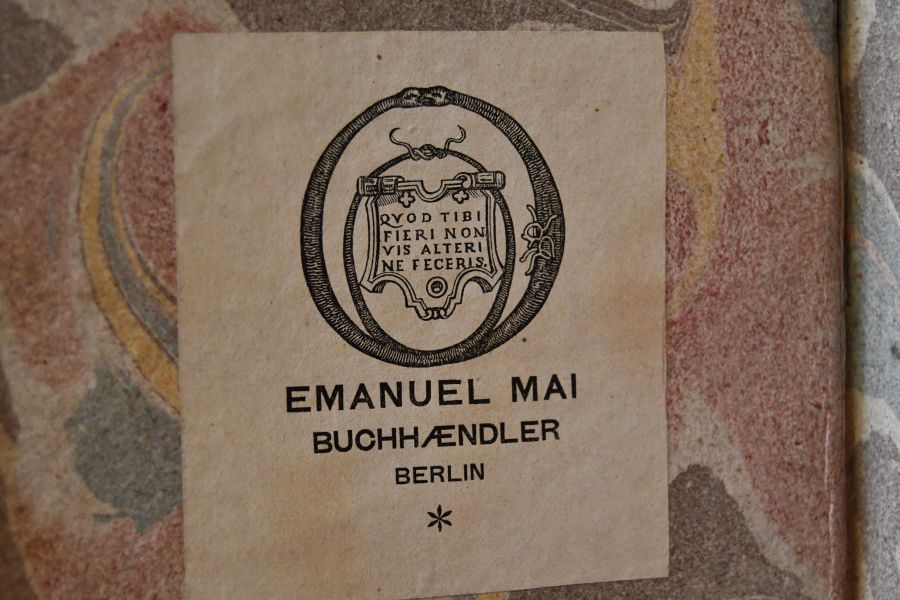 QVOD TIBI
FIERI NON
VIS ALTERI
NE FECERIS.
EMANUEL MAI
BUCHHÆNDLER
BERLIN